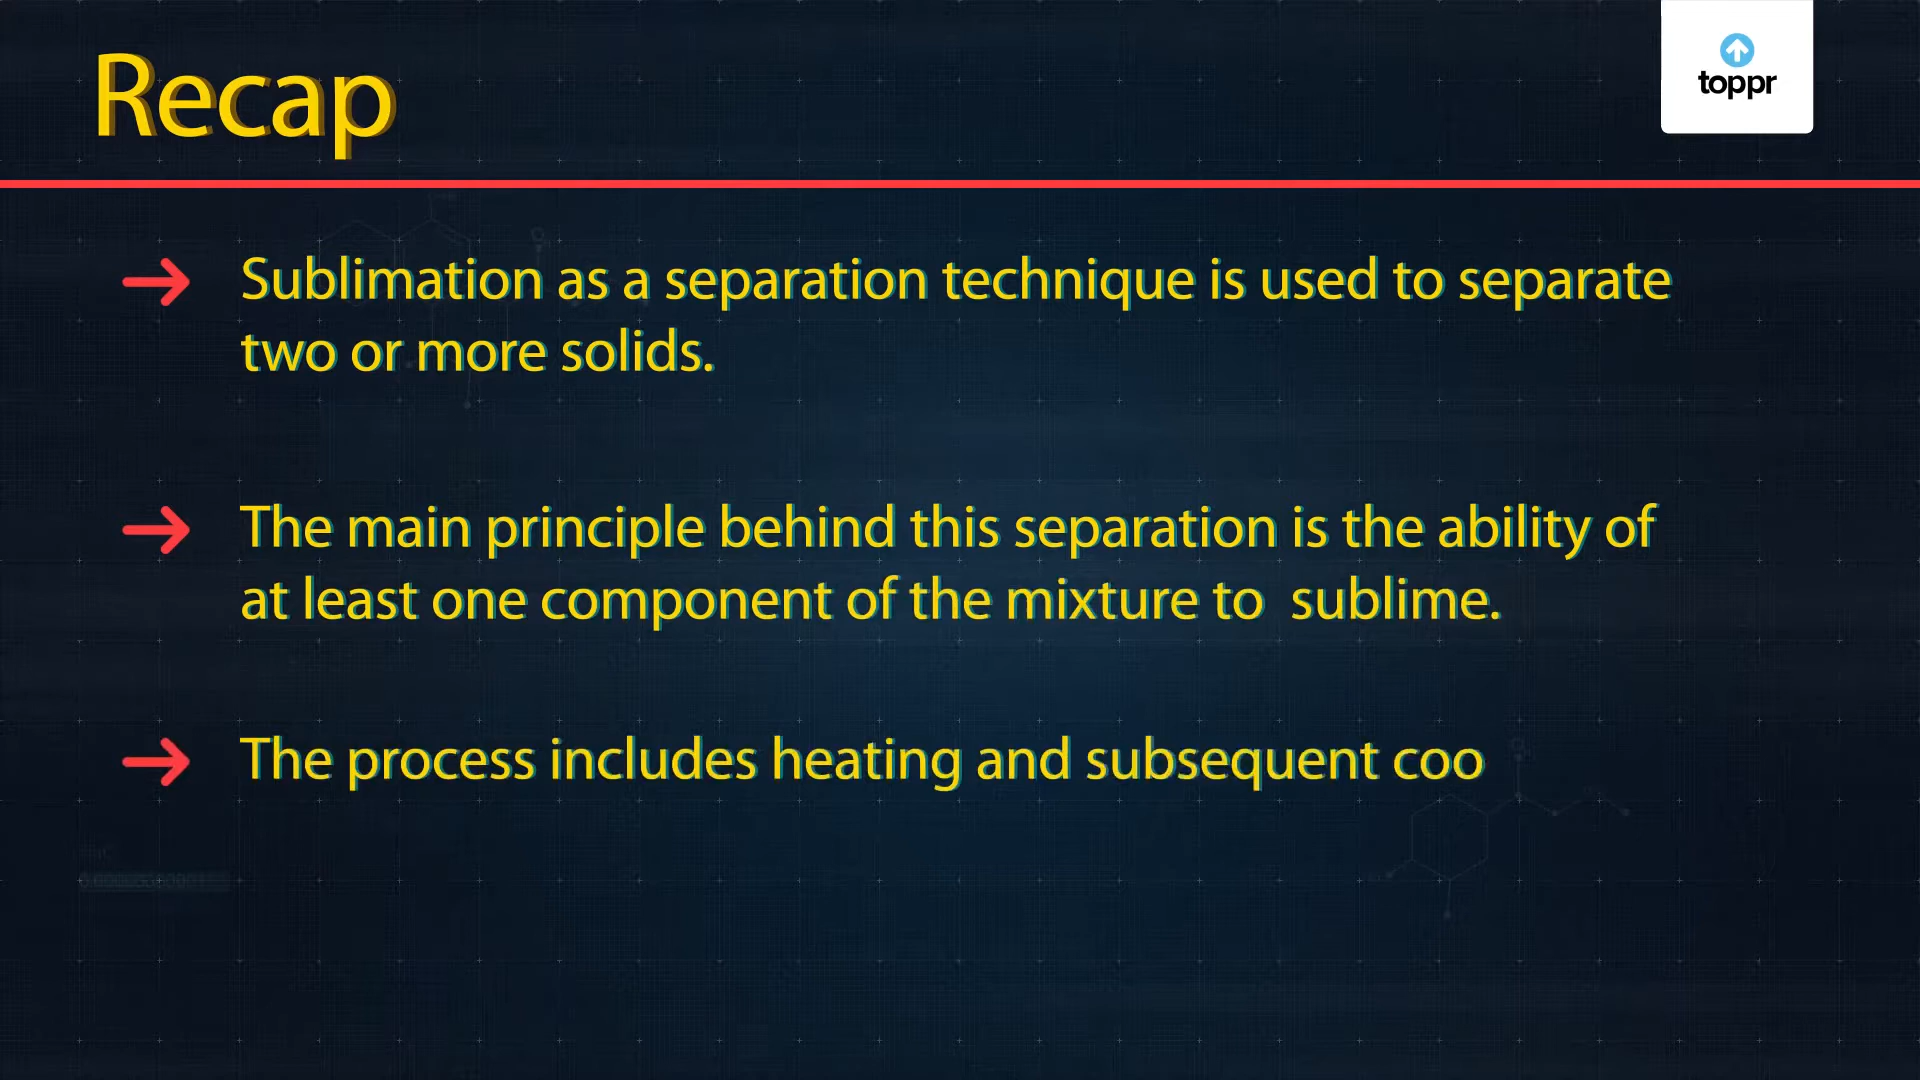 Recap
toppr
Sublimation as a separation technique is used to separate
two or more solids.
The main principle behind this separation is the ability of
at least one component of the mixture to  sublime.
The process includes heating and subsequent coo